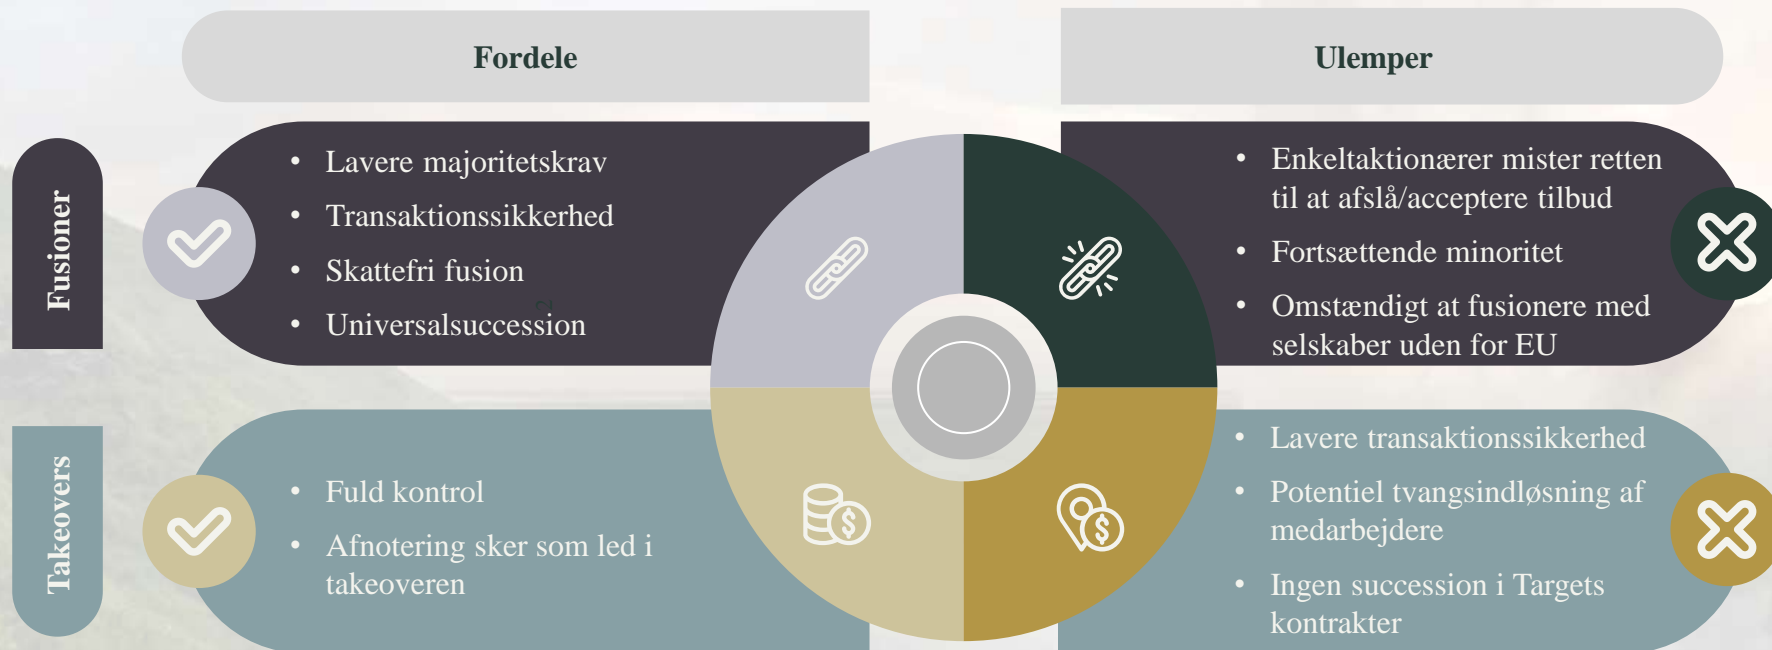 Fordele
Ulemper
Fusioner
• Lavere majoritetskrav
• Transaktionssikkerhed
• Skattefri fusion
• Universalsuccession
• Enkeltaktionærer mister retten
til at afslå/acceptere tilbud
• Fortsættende minoritet
• Omstændigt at fusionere med
selskaber uden for EU
Takeovers
• Fuld kontrol
• Afnotering sker som led i
takeoveren
• Lavere transaktionssikkerhed
• Potentiel tvangsindløsning af
medarbejdere
• Ingen succession i Targets
kontrakter